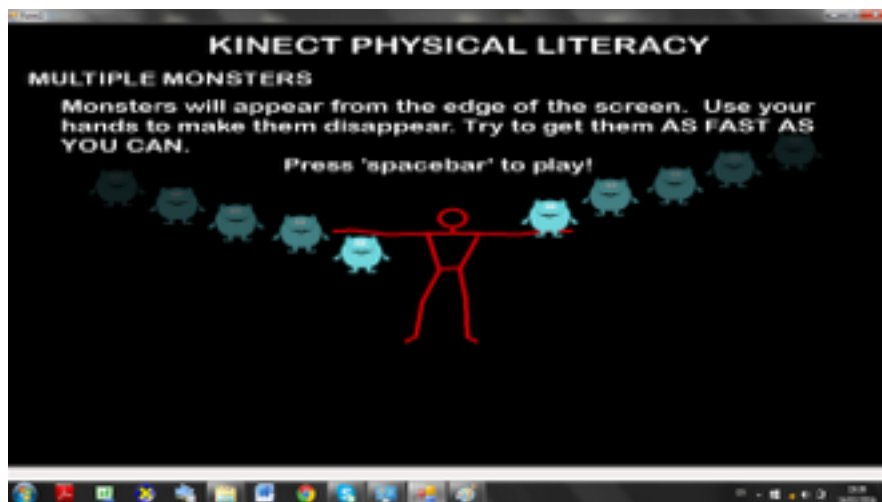 KINECT PHYSICAL LITERACY
MULTIPLE MONSTERS
Monsters will appear from the edge of the screen. Use your
hands to make them disappear. Try to get them AS FAST AS
YOU CAN.
Press 'spacebar' to play!